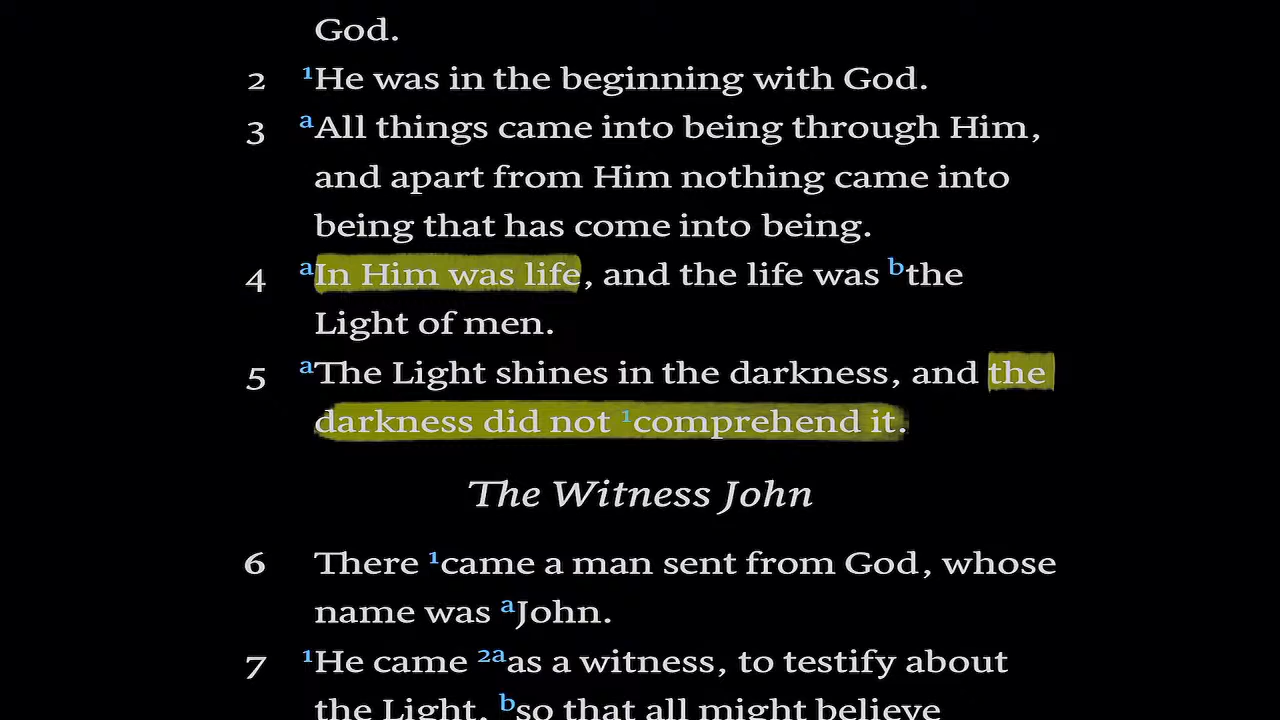 God.
2 ¹He was in the beginning with God.
3 ᵃAll things came into being through Him,
and apart from Him nothing came into
being that has come into being.
4 ᵃIn Him was life, and the life was ᵇthe
Light of men.
5 ᵃThe Light shines in the darkness, and the
darkness did not ¹comprehend it.
The Witness John
6 There ¹came a man sent from God, whose
name was ᵃJohn.
7 ¹He came ²ᵃas a witness, to testify about
the Light, ᵇso that all might believe